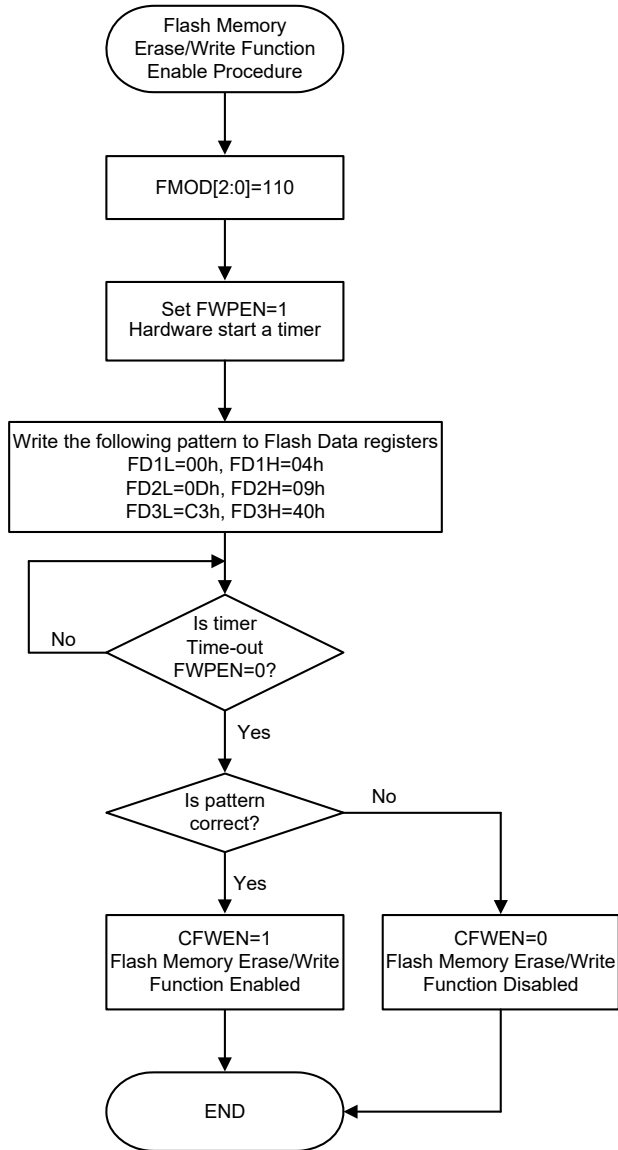 Flash Memory
Erase/Write Function
Enable Procedure
FMOD[2:0]=110
Set FWPEN=1
Hardware start a timer
Write the following pattern to Flash Data registers
FD1L=00h, FD1H=04h
FD2L=0Dh, FD2H=09h
FD3L=C3h, FD3H=40h
No
Is timer
Time-out
FWPEN=0?
Yes
Is pattern
correct?
No
Yes
CFWEN=1
Flash Memory Erase/Write
Function Enabled
CFWEN=0
Flash Memory Erase/Write
Function Disabled
END